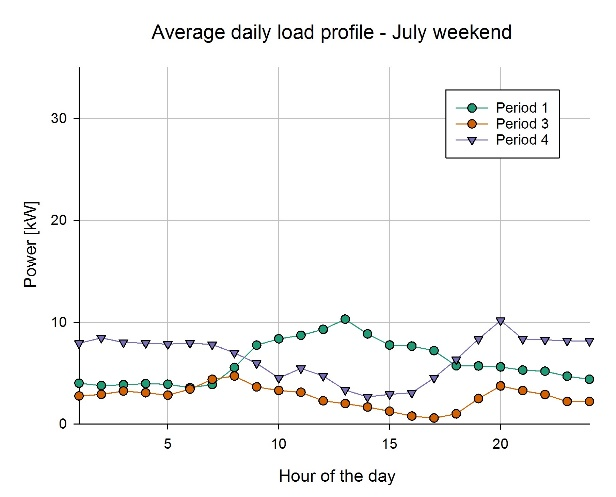 Average daily load profile - July weekend
Period 1
Period 3
Period 4
30
20
10
0
Power [kW]
5 10 15 20
Hour of the day